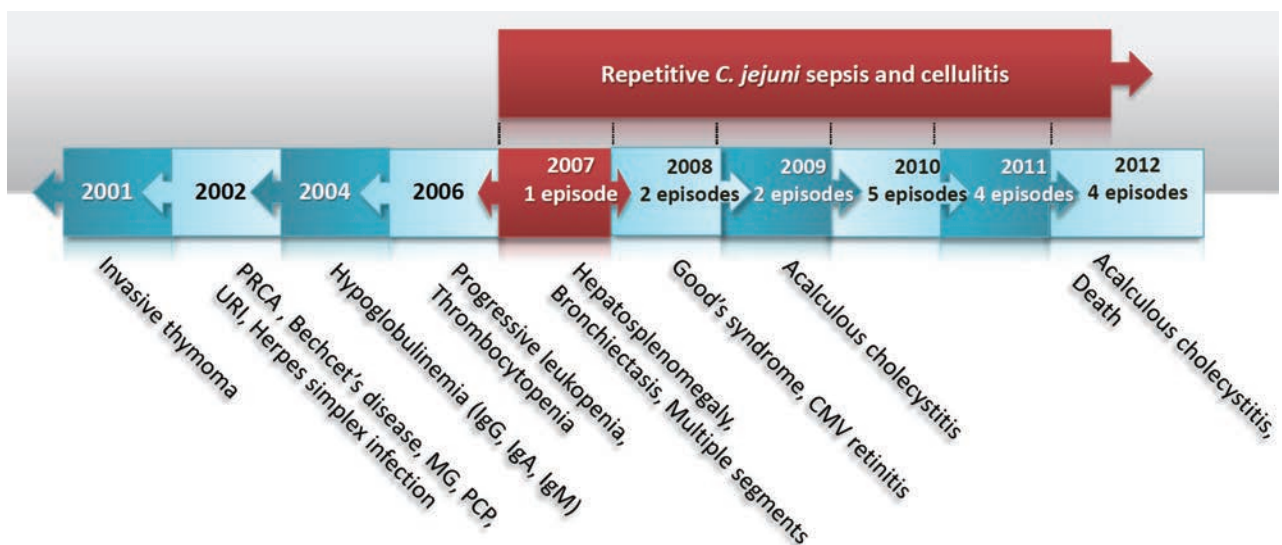 Repetitive C. jejuni sepsis and cellulitis
2001
2002
2004
2006
2007
1 episode
2008
2 episodes
2009
2 episodes
2010
5 episodes
2011
4 episodes
2012
4 episodes
Invasive thymoma
PRCA , Bechcet's disease, MG, PCP,
URI, Herpes simplex infection
Hypoglobulinemia (IgG, IgA, IgM)
Progressive leukopenia,
Thrombocytopenia
Hepatosplenomegaly,
Bronchiectasis, Multiple segments
Good's syndrome, CMV retinitis
Acalculous cholecystitis
Acalculous cholecystitis,
Death